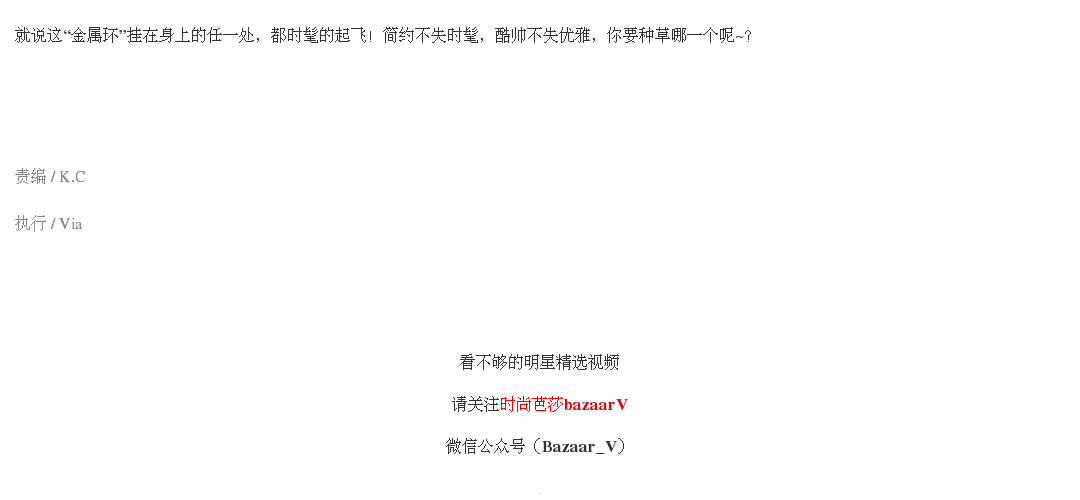 就说这“金属环”挂在身上的任一处，都时髦的起飞！简约不失时髦，酷帅不失优雅，你要种草哪一个呢~?
责编 / K.C
执行 / Via
看不够的明星精选视频
请关注时尚芭莎bazaarV
微信公众号（Bazaar_V）